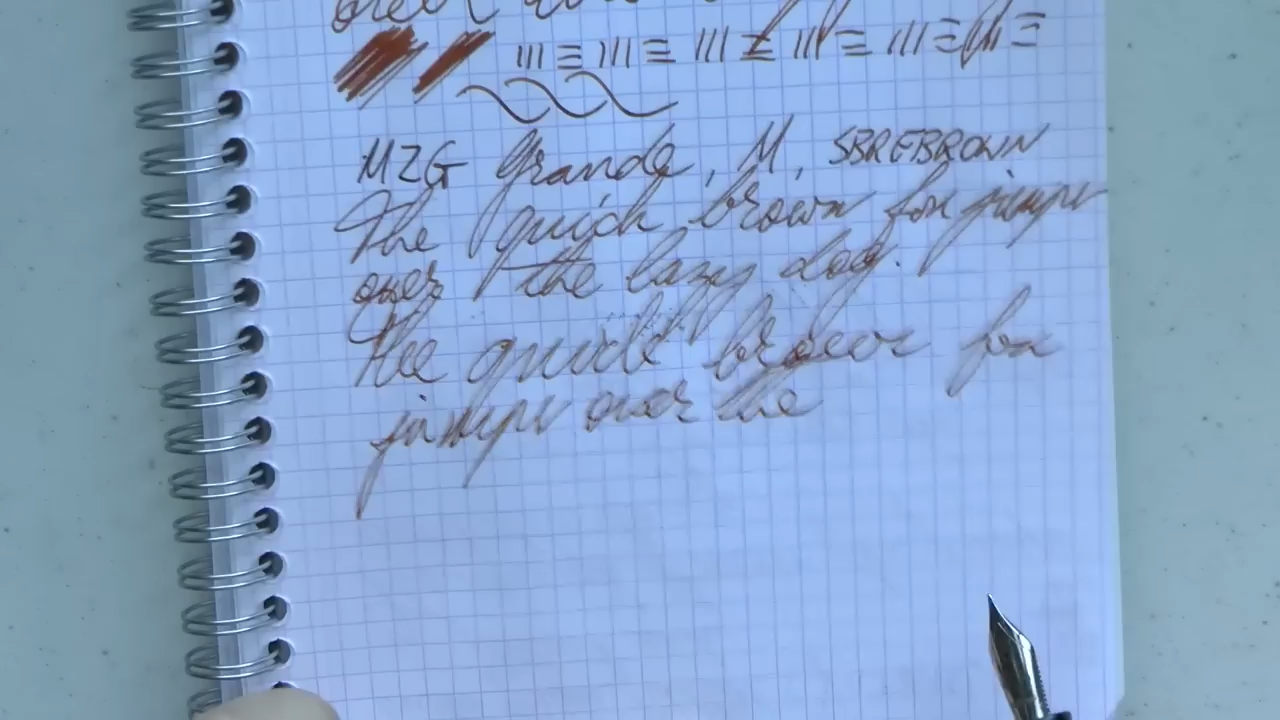 over
MZG Grande, M, SBREBROWN
The quick brown fox jumps
over the lazy dog.
The quick brown fox
jumps over the